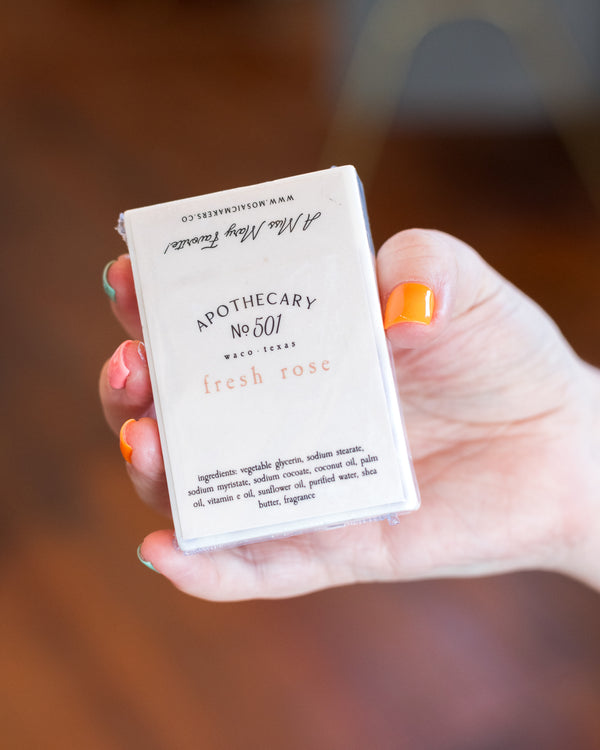 WWW.MOSAICMAKERS.CO
A Miss Mary Favorite!
APOTHECARY
No 501
waco · texas
fresh rose
ingredients: vegetable glycerin, sodium stearate,
sodium myristate, sodium cocoate, coconut oil, palm
oil, vitamin e oil, sunflower oil, purified water, shea
butter, fragrance